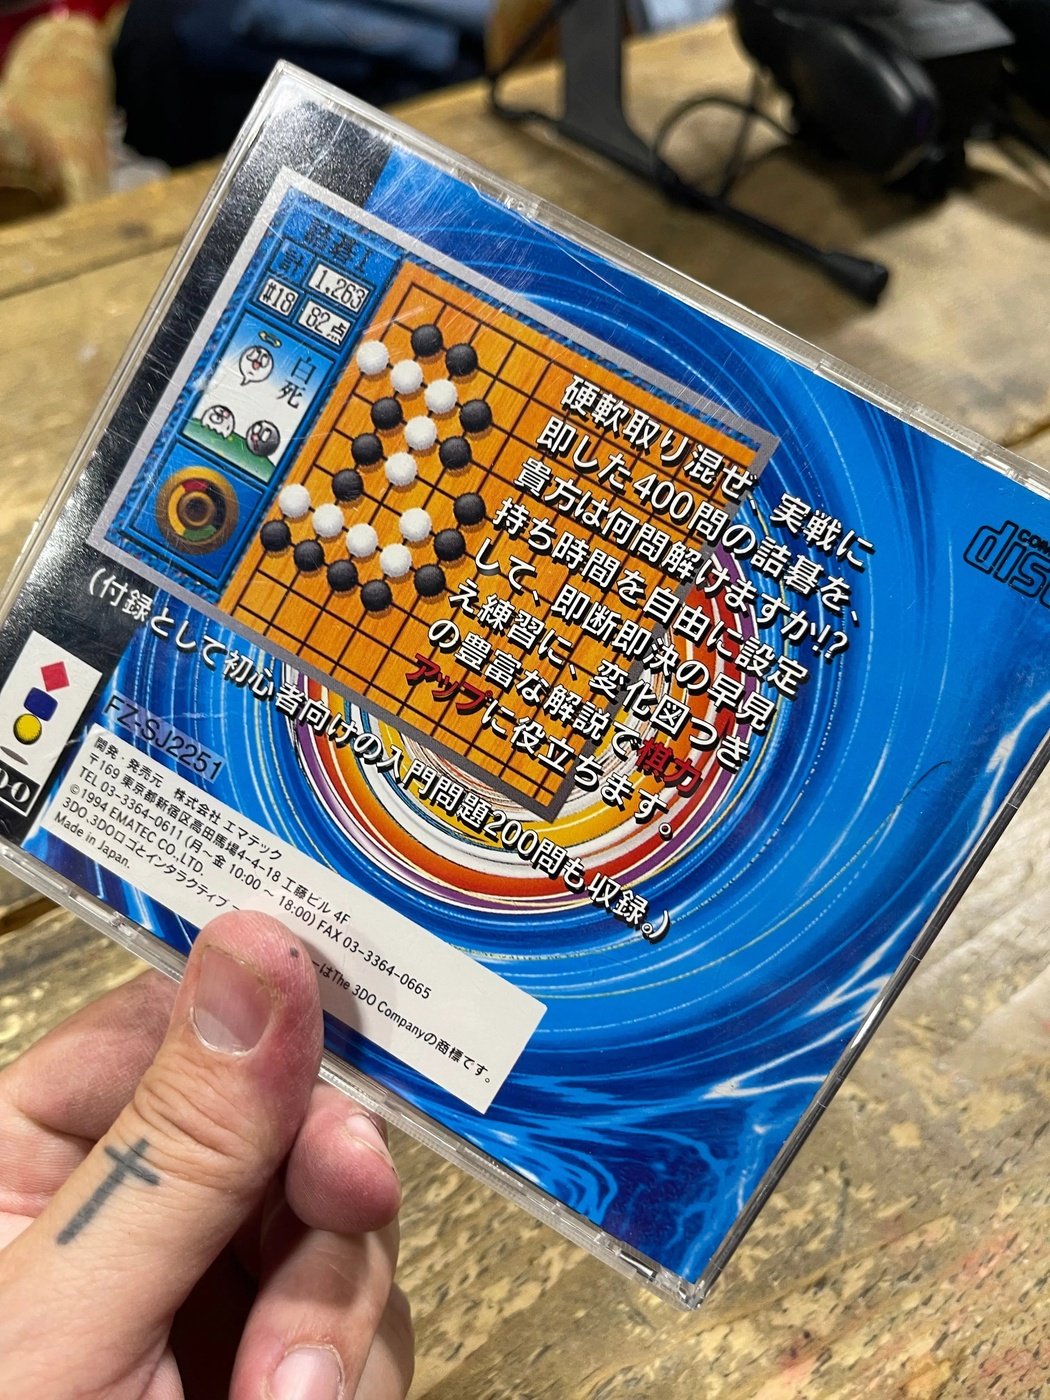 詰碁I
計 1,263
#18 82点
白死
硬軟取り混ぜ、実戦に
即した400問の詰碁を、
貴方は何問解けますか!?
持ち時間を自由に設定
して、即断即決の早見
え練習に、変化図つき
の豊富な解説で棋力
アップに役立ちます。
(付録として初心者向けの入門問題200問も収録。)
COM
disc
FZ-SJ2251
開発・発売元 株式会社 エマテック
〒169 東京都新宿区高田馬場4-4-18 工藤ビル 4F
TEL 03-3364-0611 (月〜金 10:00 〜 18:00) FAX 03-3364-0665
©1994 EMATEC CO.,LTD.
3DO、3DOロゴとインタラクティブ ーはThe 3DO Companyの商標です。
Made in Japan.